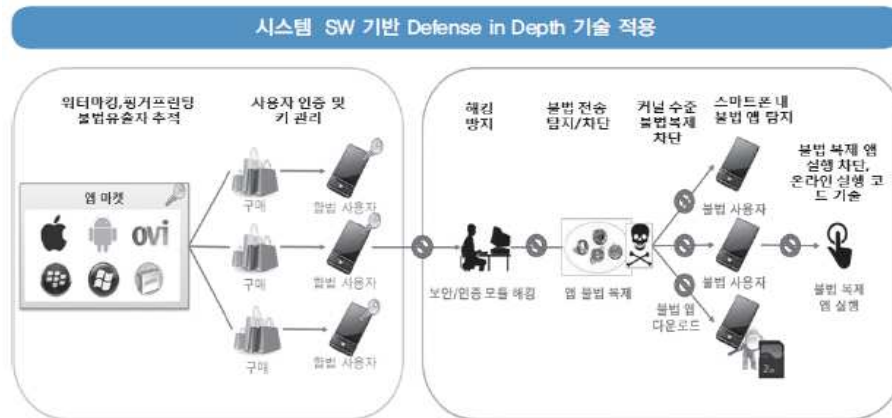 시스템 SW 기반 Defense in Depth 기술 적용
워터마킹,핑거프린팅
불법유출자 추적
사용자 인증 및
키 관리
앱 마켓
ovi
구매
합법 사용자
구매
합법 사용자
구매
합법 사용자
해킹
방지
불법 전송
탐지/차단
커널 수준
불법복제
차단
스마트폰 내
불법 앱 탐지
불법 복제 앱
실행 차단,
온라인 실행 코
드 기술
보안/인증 모듈 해킹
앱 불법 복제
불법 사용자
불법 사용자
불법 앱
다운로드
불법 복제
앱 실행